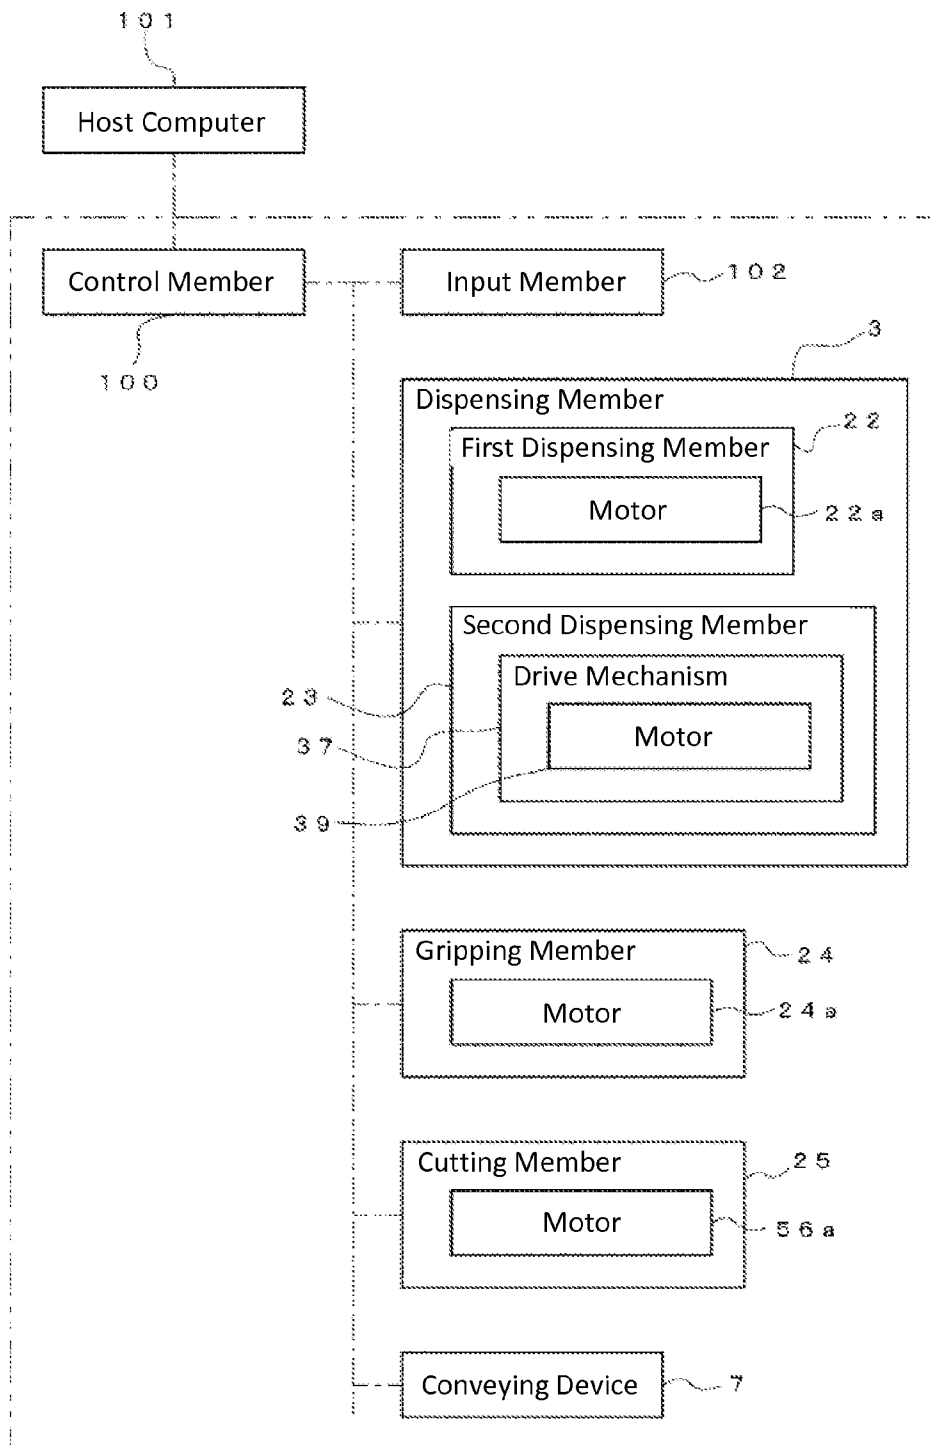 101
Host Computer
Control Member
100
Input Member
102
3
Dispensing Member
22
First Dispensing Member
Motor
22a
Second Dispensing Member
23
Drive Mechanism
37
Motor
39
Gripping Member
24
Motor
24a
Cutting Member
25
Motor
56a
Conveying Device
7